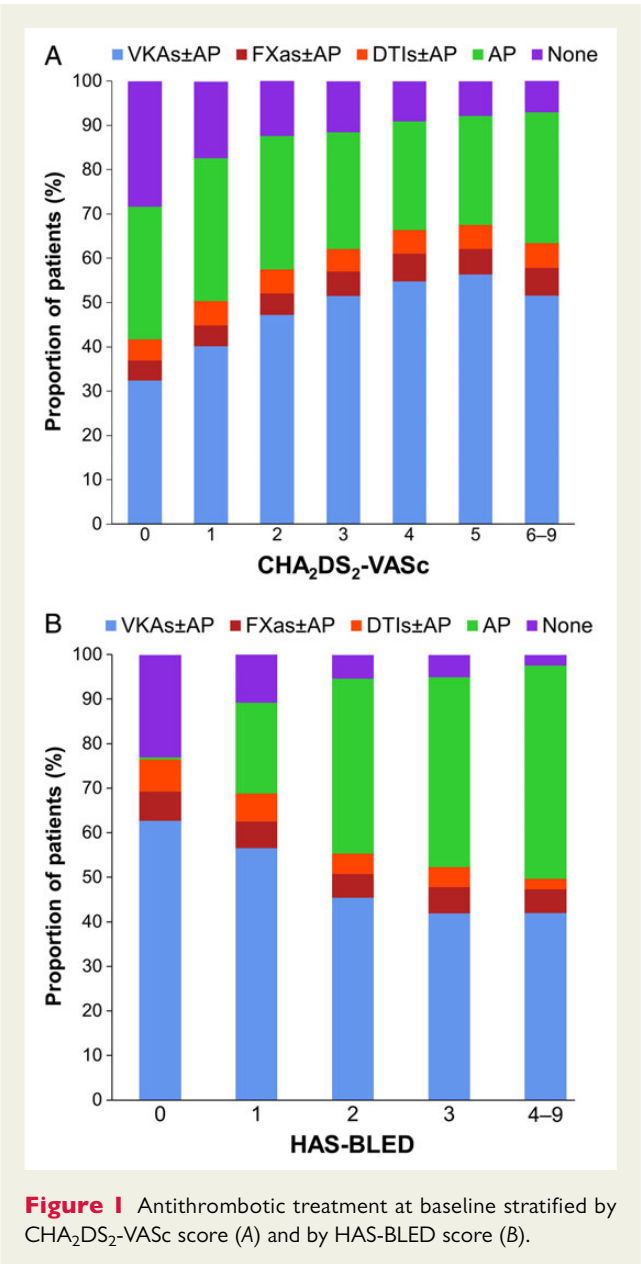 A
VKAs±AP FXas±AP DTIs±AP AP None
Proportion of patients (%)
100
90
80
70
60
50
40
30
20
10
0
0 1 2 3 4 5 6–9
CHA₂DS₂-VASc
B
VKAs±AP FXas±AP DTIs±AP AP None
Proportion of patients (%)
100
90
80
70
60
50
40
30
20
10
0
0 1 2 3 4–9
HAS-BLED
Figure 1 Antithrombotic treatment at baseline stratified by
CHA₂DS₂-VASc score (A) and by HAS-BLED score (B).